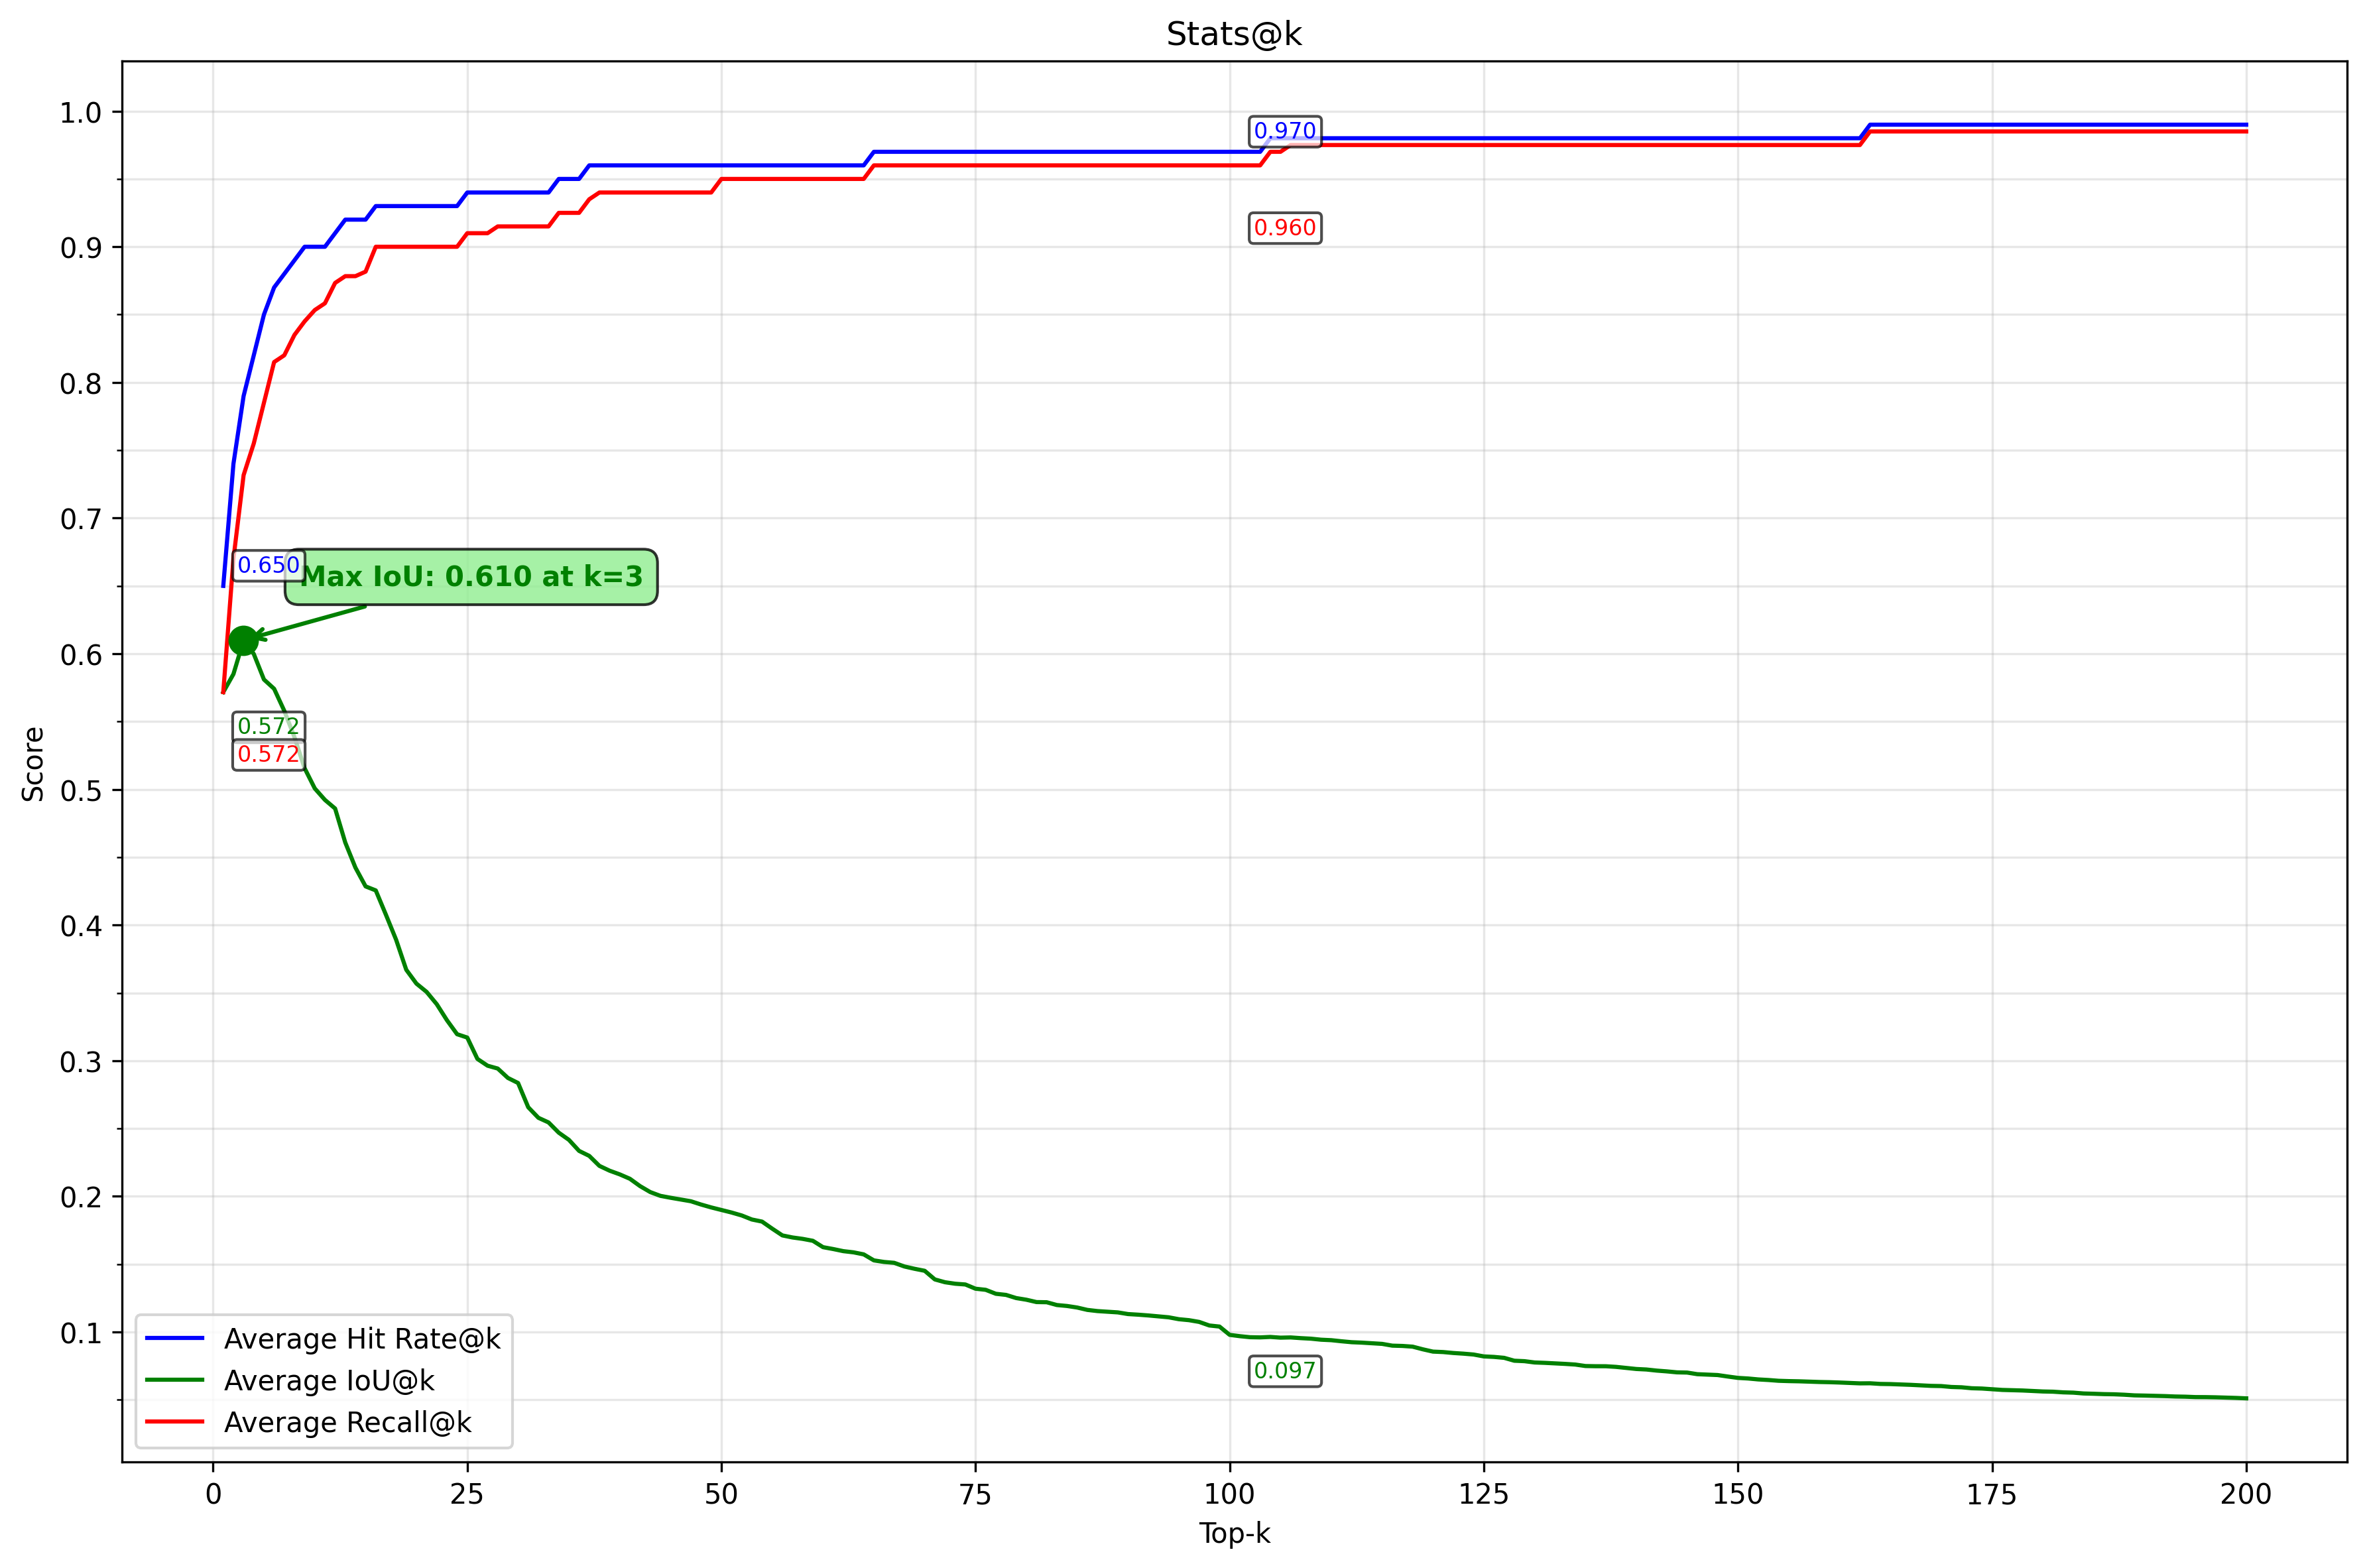 Stats@k
1.0
0.9
0.8
0.7
0.6
0.5
0.4
0.3
0.2
0.1
Score
0.970
0.960
0.650
Max IoU: 0.610 at k=3
0.572
0.572
0.097
Average Hit Rate@k
Average IoU@k
Average Recall@k
0 25 50 75 100 125 150 175 200
Top-k